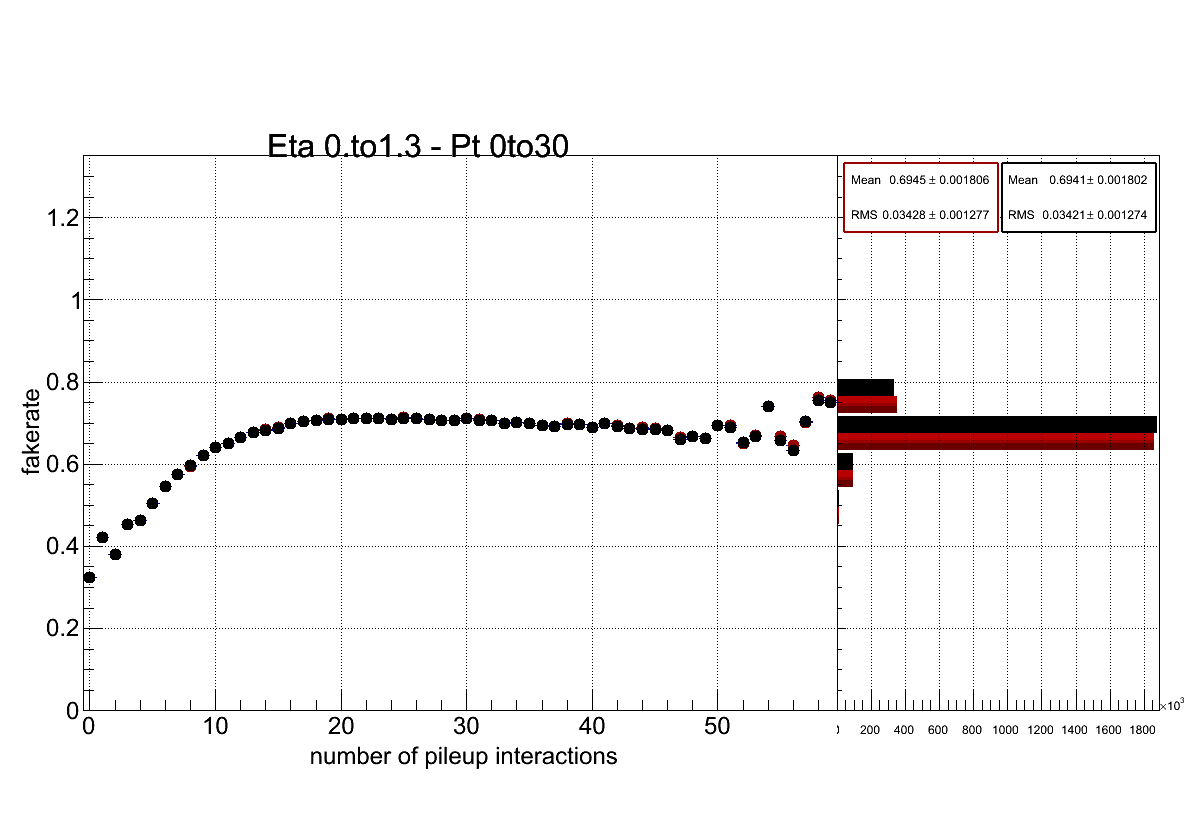 Eta 0.to1.3 - Pt 0to30
Mean 0.6945 ± 0.001806
RMS 0.03428 ± 0.001277
Mean 0.6941± 0.001802
RMS 0.03421± 0.001274
fakerate
1.2
1
0.8
0.6
0.4
0.2
0
0 10 20 30 40 50
number of pileup interactions
200 400 600 800 1000 1200 1400 1600 1800
×10³